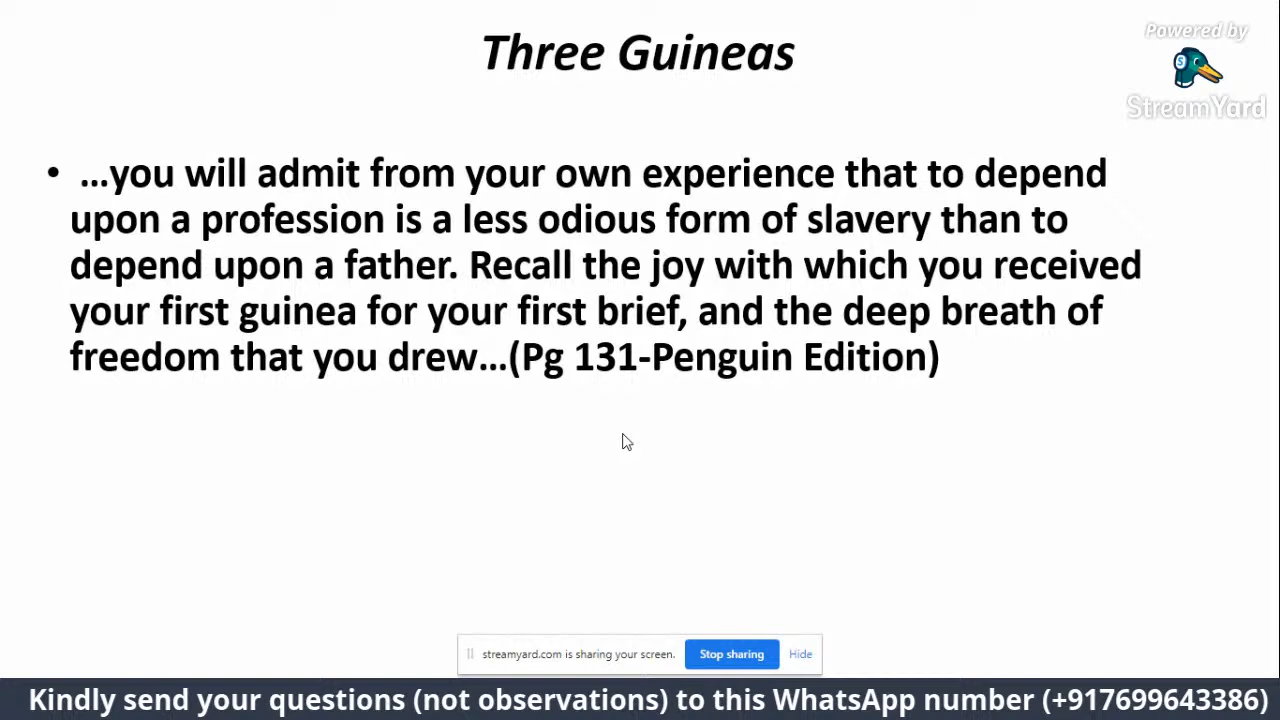 Three Guineas
Powered by
StreamYard
• …you will admit from your own experience that to depend
upon a profession is a less odious form of slavery than to
depend upon a father. Recall the joy with which you received
your first guinea for your first brief, and the deep breath of
freedom that you drew…(Pg 131-Penguin Edition)
streamyard.com is sharing your screen.
Stop sharing
Hide
Kindly send your questions (not observations) to this WhatsApp number (+917699643386)